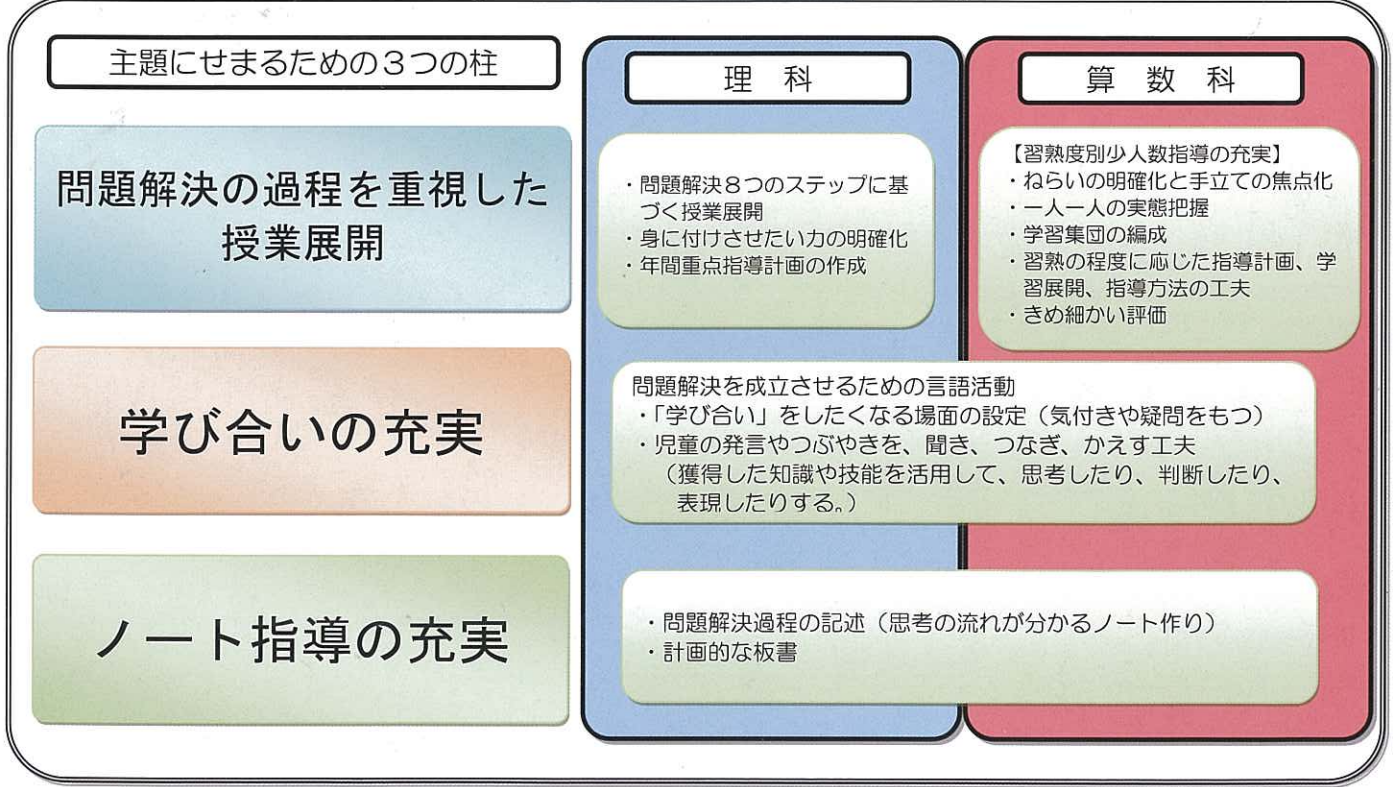 主題にせまるための３つの柱
理　科
算　数　科
問題解決の過程を重視した
授業展開
・問題解決８つのステップに基
づく授業展開
・身に付けさせたい力の明確化
・年間重点指導計画の作成
【習熟度別少人数指導の充実】
・ねらいの明確化と手立ての焦点化
・一人一人の実態把握
・学習集団の編成
・習熟の程度に応じた指導計画、学
習展開、指導方法の工夫
・きめ細かい評価
学び合いの充実
問題解決を成立させるための言語活動
・「学び合い」をしたくなる場面の設定（気付きや疑問をもつ）
・児童の発言やつぶやきを、聞き、つなぎ、かえす工夫
（獲得した知識や技能を活用して、思考したり、判断したり、
表現したりする。）
ノート指導の充実
・問題解決過程の記述（思考の流れが分かるノート作り）
・計画的な板書